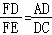 FD/FE = AD/DC